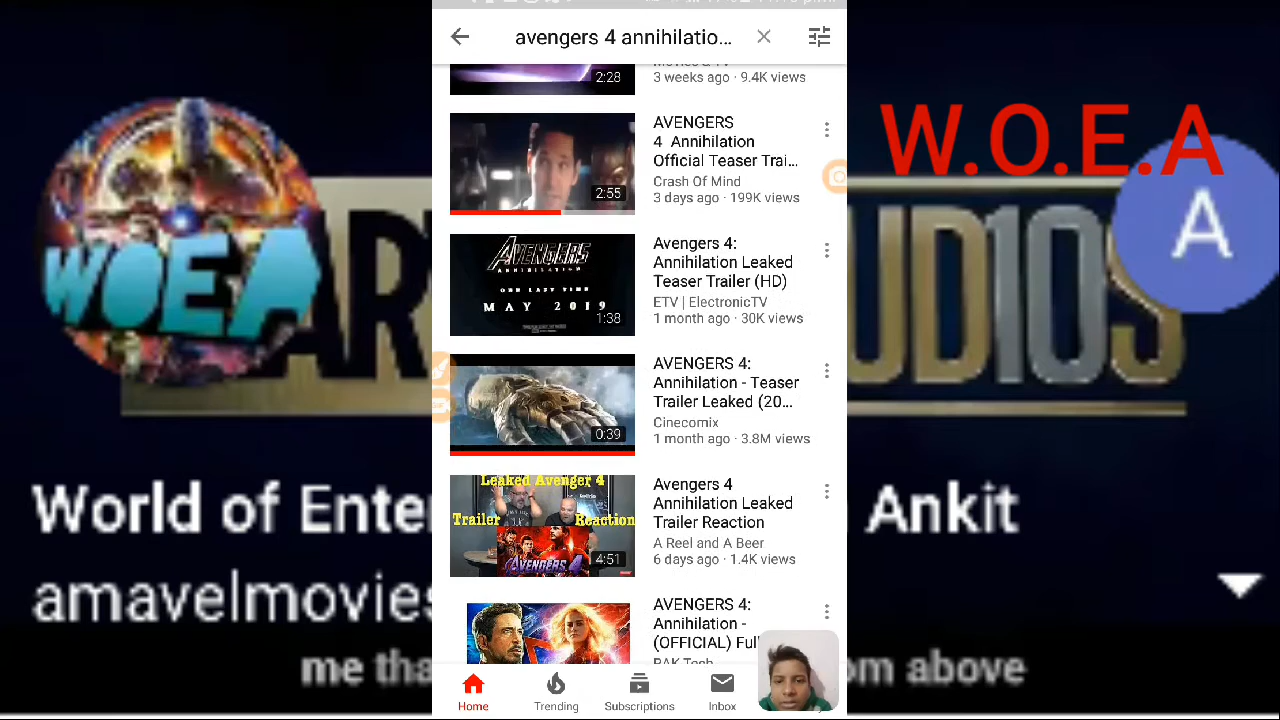 avengers 4 annihilatio...
2:28
3 weeks ago · 9.4K views
AVENGERS
4 Annihilation
Official Teaser Trai...
Crash Of Mind
3 days ago · 199K views
2:55
Avengers 4:
Annihilation Leaked
Teaser Trailer (HD)
ETV | ElectronicTV
1 month ago · 30K views
AVENGERS
ANNIHILATION
ONE LAST TIME
MAY 2019
1:38
AVENGERS 4:
Annihilation - Teaser
Trailer Leaked (20...
Cinecomix
1 month ago · 3.8M views
0:39
Avengers 4
Annihilation Leaked
Trailer Reaction
A Reel and A Beer
6 days ago · 1.4K views
Leaked Avenger 4
Trailer
Reaction
AVENGERS 4
4:51
AVENGERS 4:
Annihilation -
(OFFICIAL) Ful
Home
Trending
Subscriptions
Inbox
W.O.E.A
A
WOEA
AR
UD10S
World of Enter
Ankit
amavelmovies
me tha
om above